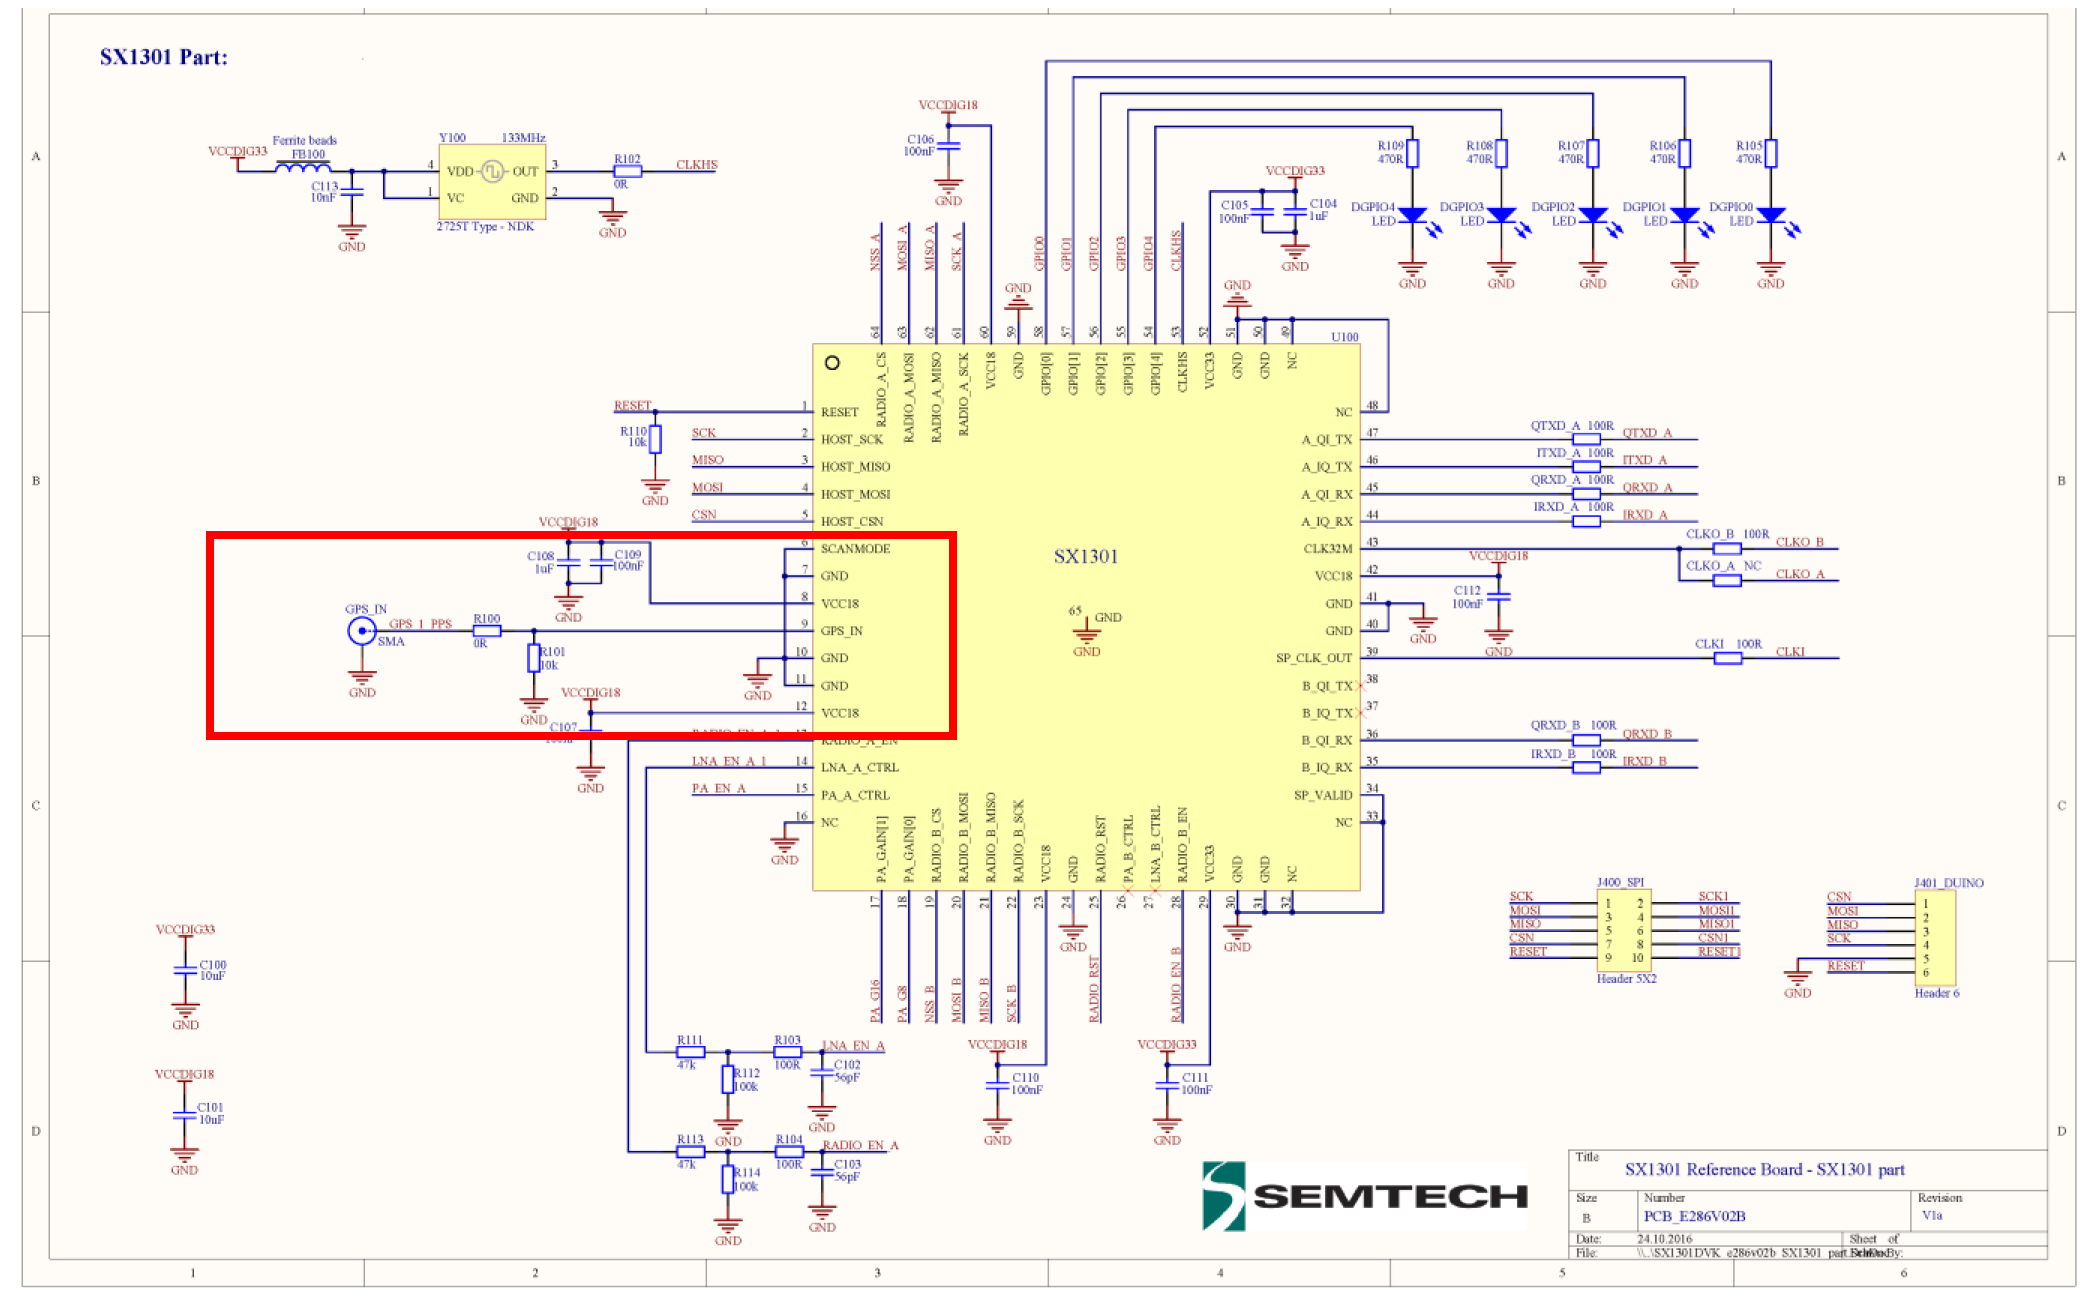 SX1301 Part:
VCCDIG33
Ferrite beads
FB100
C113
10nF
GND
Y100
133MHz
4
VDD
OUT
3
1
VC
GND
2
2725T Type - NDK
R102
0R
CLKHS
GND
VCCDIG18
C106
100nF
GND
VCCDIG33
C105
100nF
C104
1uF
GND
R109
470R
R108
470R
R107
470R
R106
470R
R105
470R
DGPIO4
LED
DGPIO3
LED
DGPIO2
LED
DGPIO1
LED
DGPIO0
LED
GND
GND
GND
GND
GND
NSS_A
MOSI_A
MISO_A
SCK_A
GND
GPIO0
GPIO1
GPIO2
GPIO3
GPIO4
CLKHS
GND
64
63
62
61
60
59
58
57
56
55
54
53
52
51
50
49
U100
RADIO_A_CS
RADIO_A_MOSI
RADIO_A_MISO
RADIO_A_SCK
VCC18
GND
GPIO[0]
GPIO[1]
GPIO[2]
GPIO[3]
GPIO[4]
CLKHS
VCC33
GND
GND
NC
RESET
1
RESET
R110
10k
GND
SCK
2
HOST_SCK
MISO
3
HOST_MISO
MOSI
4
HOST_MOSI
CSN
5
HOST_CSN
6
SCANMODE
7
GND
8
VCC18
9
GPS_IN
10
GND
11
GND
12
VCC18
RADIO_A_EN
LNA_EN_A_1
14
LNA_A_CTRL
PA_EN_A
15
PA_A_CTRL
16
NC
GND
VCCDIG18
C108
1uF
C109
100nF
GND
GPS_IN
SMA
GND
GPS_1_PPS
R100
0R
R101
10k
GND
GND
VCCDIG18
C107
GND
SX1301
65
GND
GND
NC
48
A_QI_TX
47
QTXD_A 100R
QTXD_A
A_IQ_TX
46
ITXD_A 100R
ITXD_A
A_QI_RX
45
QRXD_A 100R
QRXD_A
A_IQ_RX
44
IRXD_A 100R
IRXD_A
CLK32M
43
CLKO_B 100R
CLKO_B
CLKO_A NC
CLKO_A
VCC18
42
VCCDIG18
C112
100nF
GND
GND
41
GND
GND
40
SP_CLK_OUT
39
CLKI 100R
CLKI
B_QI_TX
38
B_IQ_TX
37
B_QI_RX
36
QRXD_B 100R
QRXD_B
B_IQ_RX
35
IRXD_B 100R
IRXD_B
SP_VALID
34
NC
33
PA_GAIN[1]
PA_GAIN[0]
RADIO_B_CS
RADIO_B_MOSI
RADIO_B_MISO
RADIO_B_SCK
VCC18
GND
RADIO_RST
PA_B_CTRL
LNA_B_CTRL
RADIO_B_EN
VCC33
GND
GND
NC
17
18
19
20
21
22
23
24
25
26
27
28
29
30
31
32
GND
GND
PA_G16
PA_G8
NSS_B
MOSI_B
MISO_B
SCK_B
RADIO_RST
RADIO_EN_B
VCCDIG18
C110
100nF
GND
VCCDIG33
C111
100nF
GND
R111
47k
R112
100k
GND
R103
100R
LNA_EN_A
C102
56pF
GND
R113
47k
R114
100k
GND
R104
100R
RADIO_EN_A
C103
56pF
GND
VCCDIG33
C100
10uF
GND
VCCDIG18
C101
10uF
GND
J400_SPI
SCK
1
2
SCK1
MOSI
3
4
MOSI1
MISO
5
6
MISO1
CSN
7
8
CSN1
RESET
9
10
RESET1
Header 5X2
J401_DUINO
CSN
1
MOSI
2
MISO
3
SCK
4
5
RESET
6
GND
Header 6
SEMTECH
Title
SX1301 Reference Board - SX1301 part
Size
B
Number
PCB_E286V02B
Revision
V1a
Date:
24.10.2016
Sheet of
File:
\\..\SX1301DVK_e286v02b_SX1301_part
By:
A
B
C
D
A
B
C
D
1
2
3
4
5
6